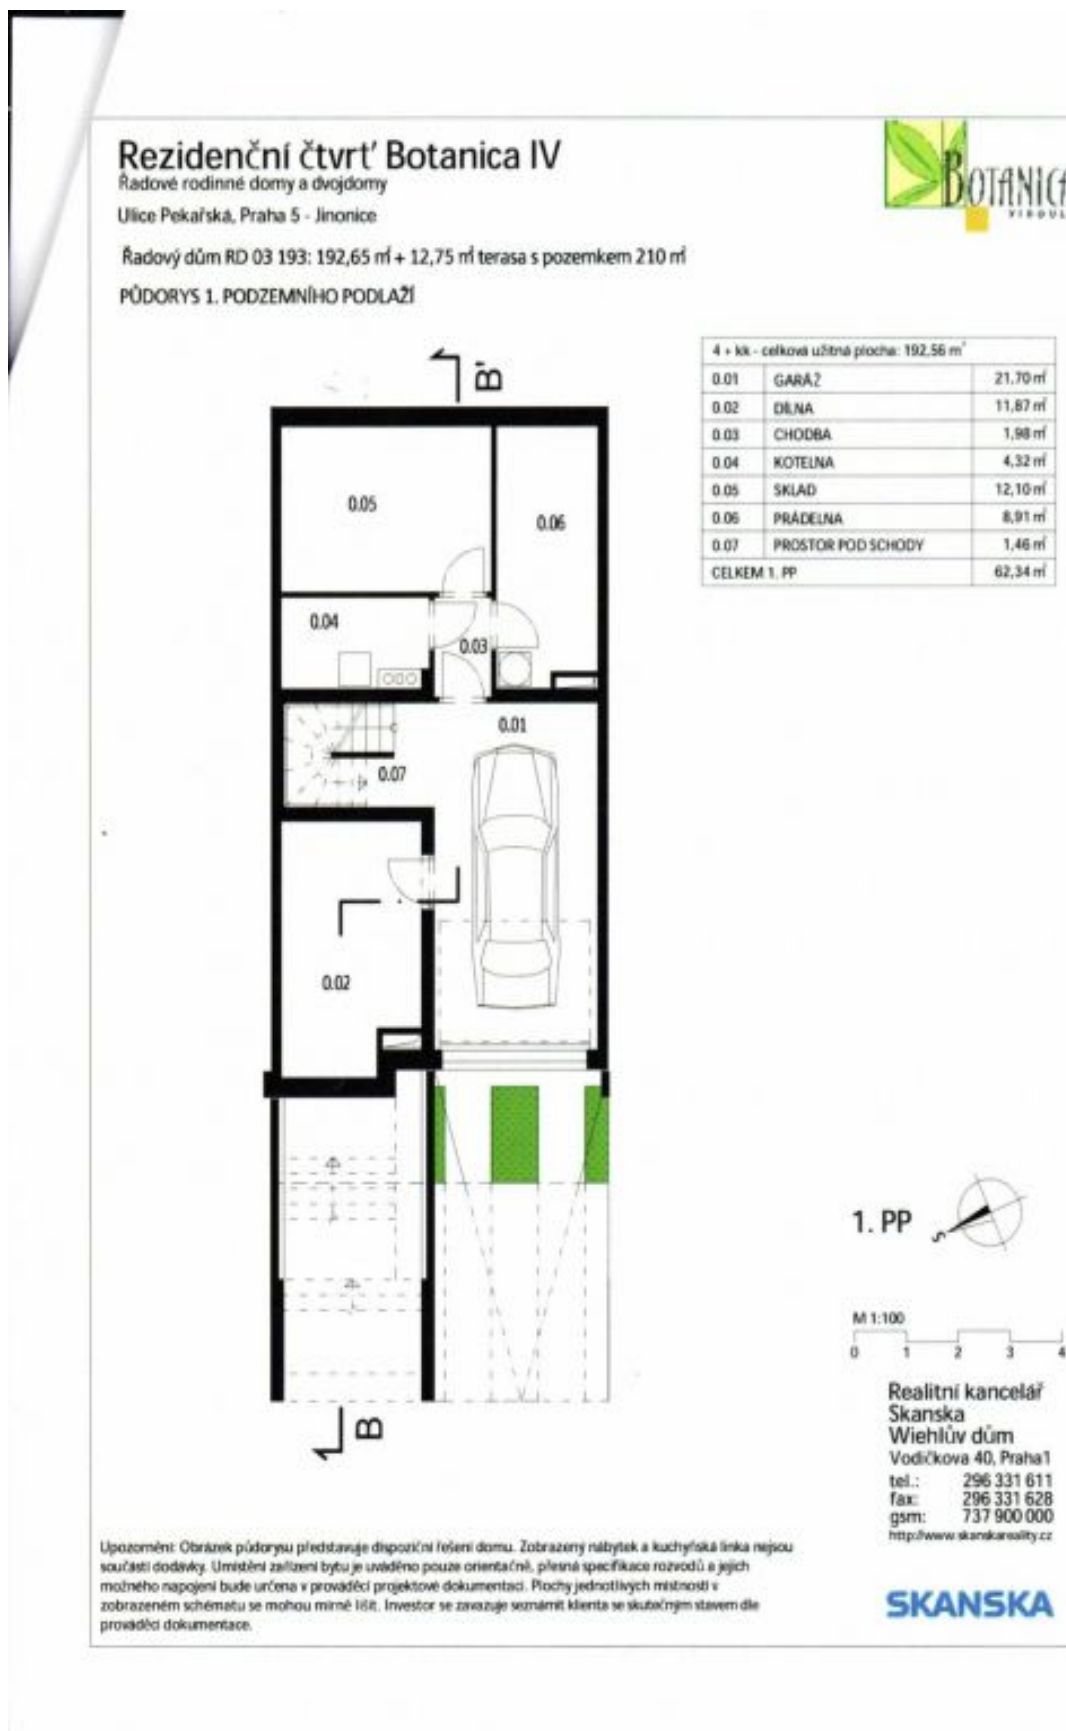 Rezidenční čtvrť Botanica IV
Řadové rodinné domy a dvojdomy
Ulice Pekařská, Praha 5 - Jinonice
Řadový dům RD 03 193: 192,65 m² + 12,75 m² terasa s pozemkem 210 m²
PŮDORYS 1. PODZEMNÍHO PODLAŽÍ
BOTANICA
VIDOUL
4 + kk - celková užitná plocha: 192,56 m²
0.01 GARÁŽ 21,70 m²
0.02 DÍLNA 11,87 m²
0.03 CHODBA 1,98 m²
0.04 KOTELNA 4,32 m²
0.05 SKLAD 12,10 m²
0.06 PRÁDELNA 8,91 m²
0.07 PROSTOR POD SCHODY 1,46 m²
CELKEM 1. PP 62,34 m²
B'
0.05
0.06
0.04
0.03
0.01
0.07
0.02
B
1. PP
S
M 1:100
0 1 2 3 4
Realitní kancelář
Skanska
Wiehlův dům
Vodičkova 40, Praha1
tel.: 296 331 611
fax: 296 331 628
gsm: 737 900 000
http://www.skanskareality.cz
Upozornění: Obrázek půdorysu představuje dispoziční řešení domu. Zobrazený nábytek a kuchyňská linka nejsou
součástí dodávky. Umístění zařízení bytu je uváděno pouze orientačně, přesná specifikace rozvodů a jejich
možného napojení bude určena v prováděcí projektové dokumentaci. Plochy jednotlivých místností v
zobrazeném schématu se mohou mírně lišit. Investor se zavazuje seznámit klienta se skutečným stavem dle
prováděcí dokumentace.
SKANSKA